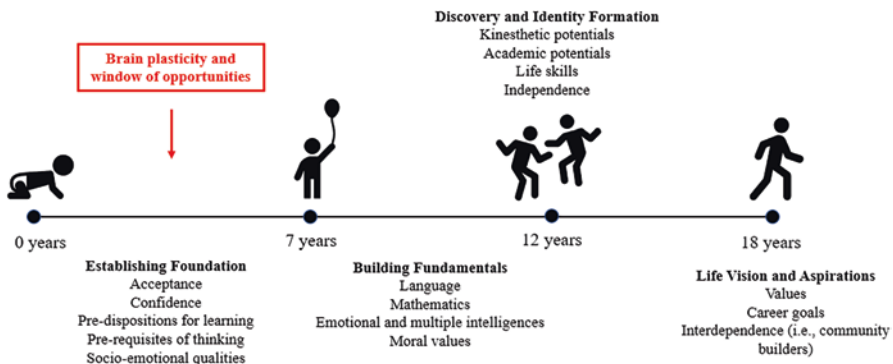 Discovery and Identity Formation
Kinesthetic potentials
Academic potentials
Life skills
Independence
Brain plasticity and
window of opportunities
0 years
7 years
12 years
18 years
Establishing Foundation
Acceptance
Confidence
Pre-dispositions for learning
Pre-requisites of thinking
Socio-emotional qualities
Building Fundamentals
Language
Mathematics
Emotional and multiple intelligences
Moral values
Life Vision and Aspirations
Values
Career goals
Interdependence (i.e., community
builders)